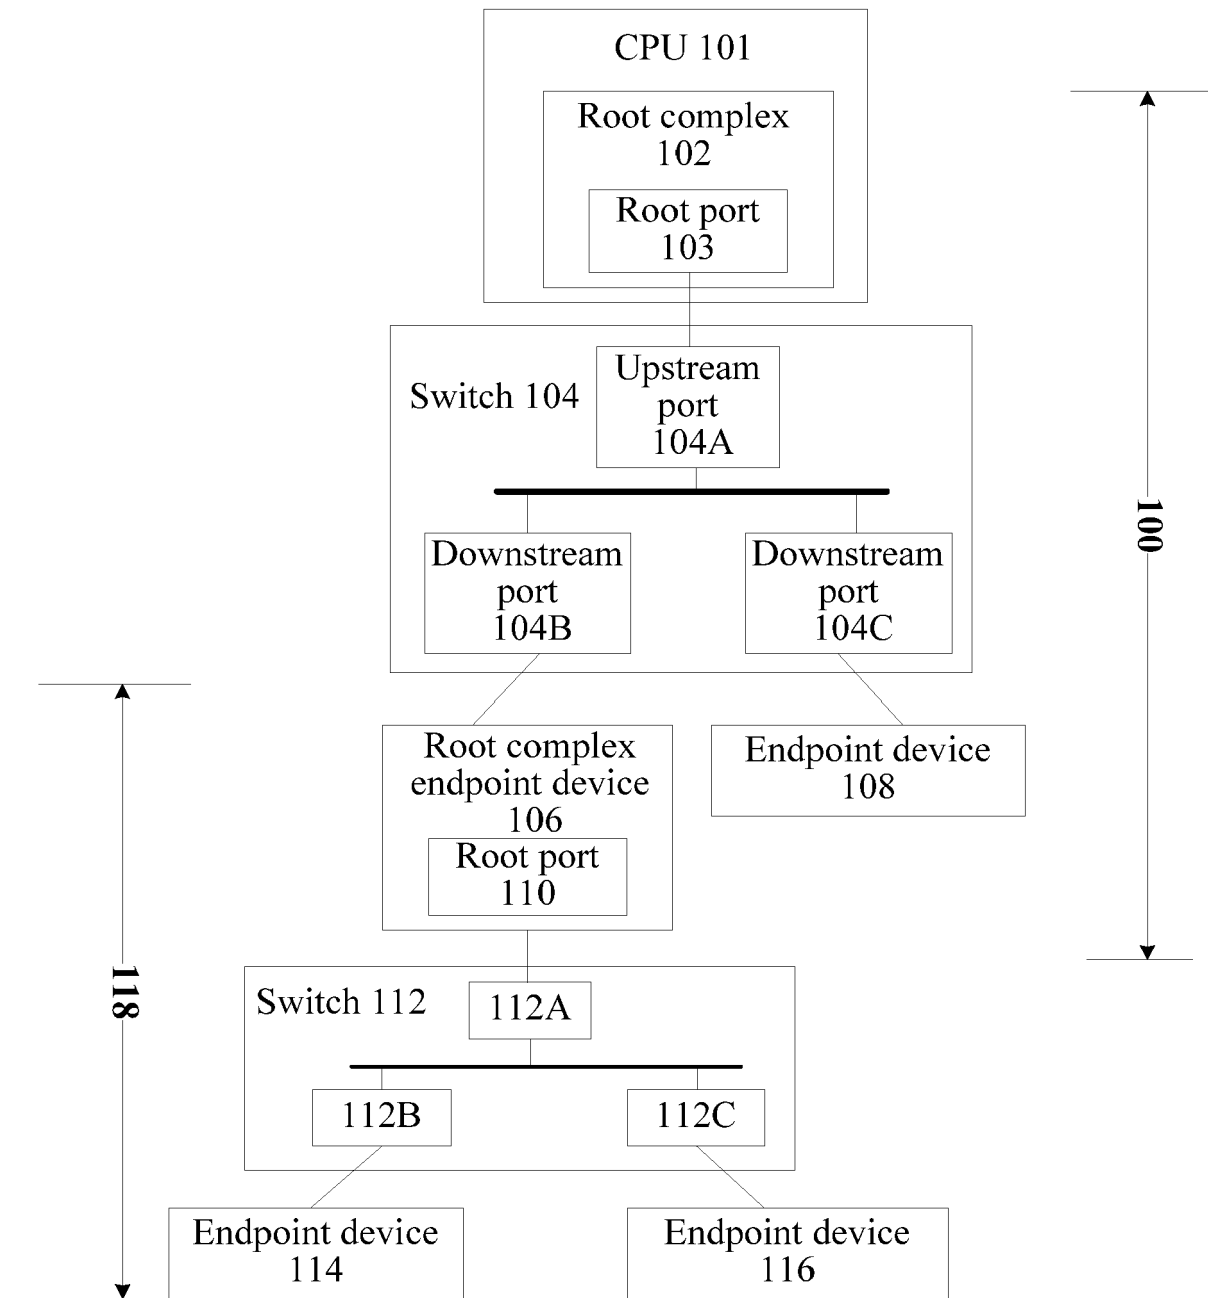 CPU 101
Root complex
102
Root port
103
Upstream
port
104A
Switch 104
100
Downstream
port
104B
Downstream
port
104C
Root complex
endpoint device
106
Endpoint device
108
Root port
110
118
Switch 112
112A
112B
112C
Endpoint device
114
Endpoint device
116